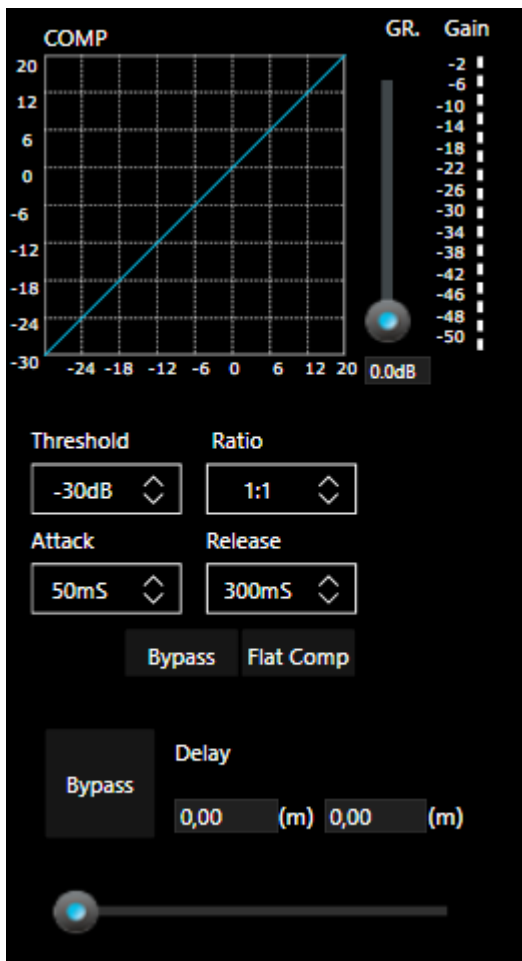 COMP GR. Gain
20
12
6
0
-6
-12
-18
-24
-30
-24 -18 -12 -6 0 6 12 20
-2
-6
-10
-14
-18
-22
-26
-30
-34
-38
-42
-46
-48
-50
0.0dB
Threshold Ratio
-30dB 1:1
Attack Release
50mS 300mS
Bypass Flat Comp
Bypass
Delay
0,00 (m) 0,00 (m)